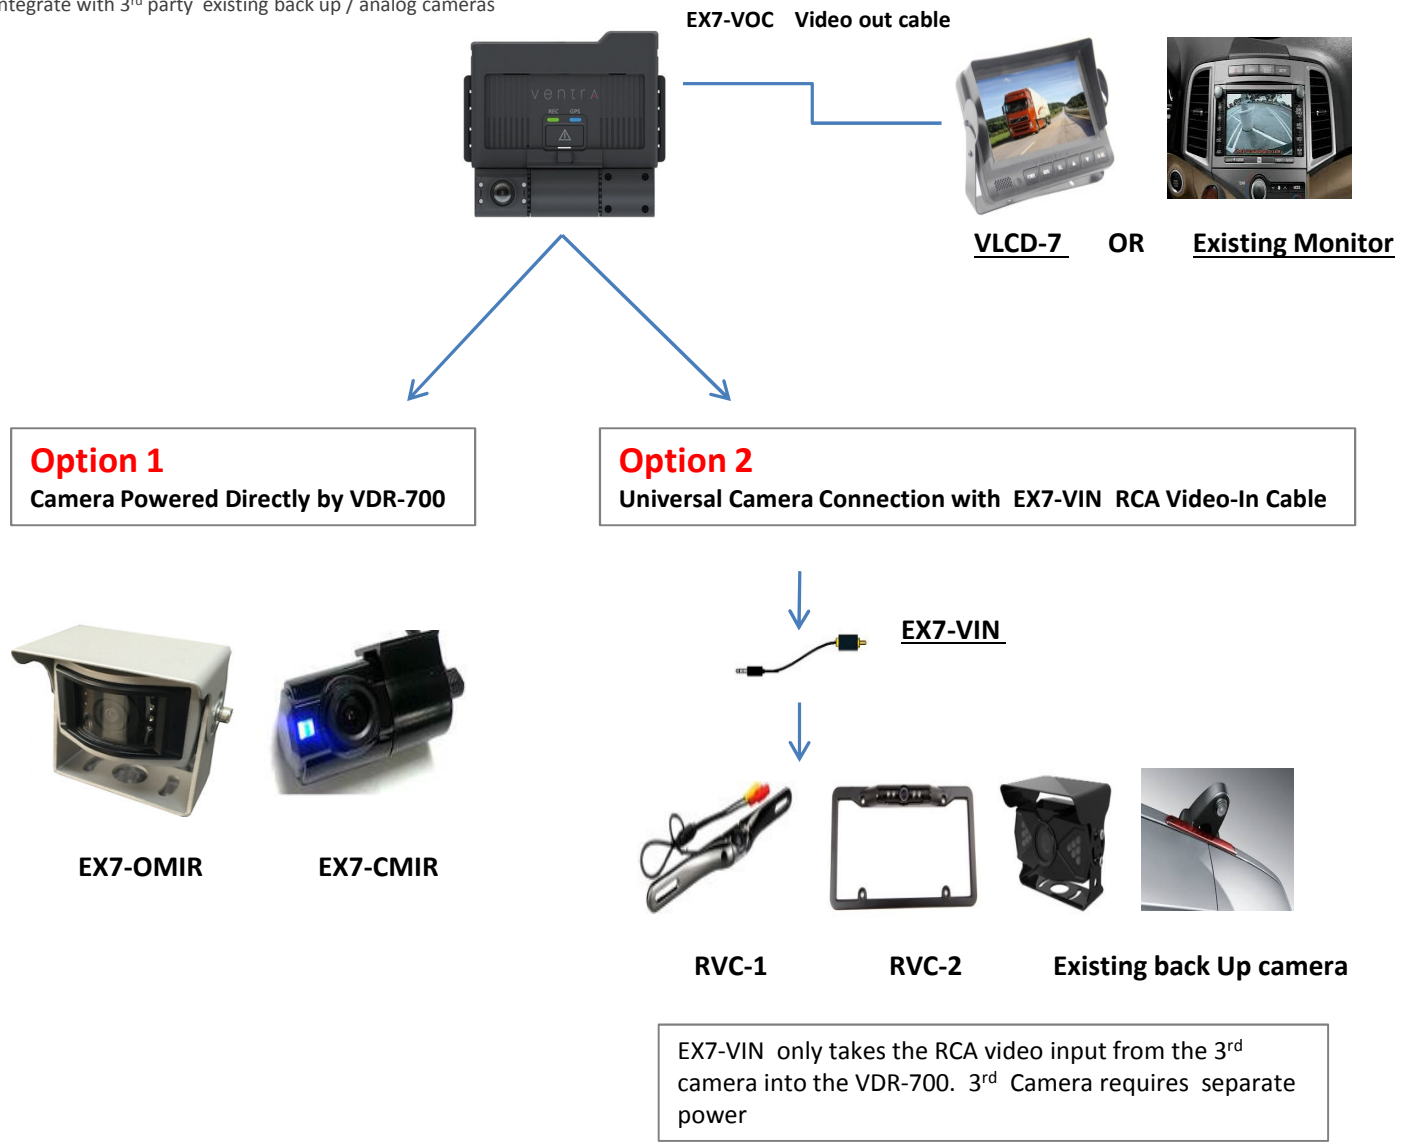 ntegrate with 3rd party existing back up / analog cameras
EX7-VOC Video out cable
ventrA
REC GPS
VLCD-7 OR Existing Monitor
Option 1
Camera Powered Directly by VDR-700
Option 2
Universal Camera Connection with EX7-VIN RCA Video-In Cable
EX7-VIN
EX7-OMIR EX7-CMIR
RVC-1 RVC-2 Existing back Up camera
EX7-VIN only takes the RCA video input from the 3rd
camera into the VDR-700. 3rd Camera requires separate
power